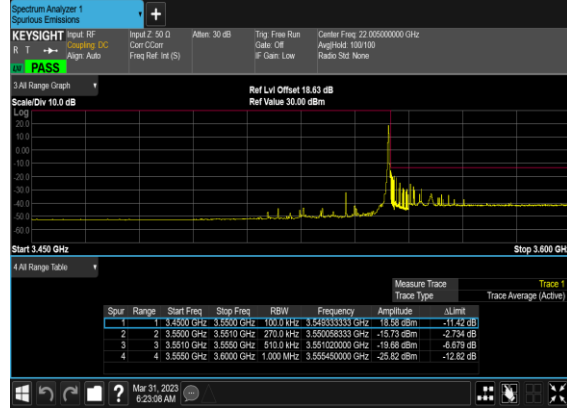 Spectrum Analyzer 1
Spurious Emissions
+
KEYSIGHT Input: RF Input Z: 50 Ω Atten: 30 dB Trig: Free Run Center Freq: 22.005000000 GHz
R T Coupling: DC Corr CCorr Gate: Off Avg|Hold: 100/100
Align: Auto Freq Ref: Int (S) IF Gain: Low Radio Std: None
LW PASS
3 All Range Graph
Ref Lvl Offset 18.63 dB
Scale/Div 10.0 dB Ref Value 30.00 dBm
Log
20.0
10.0
0.00
-10.0
-20.0
-30.0
-40.0
-50.0
-60.0
Start 3.450 GHz Stop 3.600 GHz
4 All Range Table
Measure Trace Trace 1
Trace Type Trace Average (Active)
Spur Range Start Freq Stop Freq RBW Frequency Amplitude ΔLimit
1 1 3.4500 GHz 3.5500 GHz 100.0 kHz 3.549333333 GHz 18.58 dBm -11.42 dB
2 2 3.5500 GHz 3.5510 GHz 270.0 kHz 3.550058333 GHz -15.73 dBm -2.734 dB
3 3 3.5510 GHz 3.5550 GHz 510.0 kHz 3.551020000 GHz -19.68 dBm -6.679 dB
4 4 3.5550 GHz 3.6000 GHz 1.000 MHz 3.555450000 GHz -25.82 dBm -12.82 dB
? Mar 31, 2023
6:23:08 AM